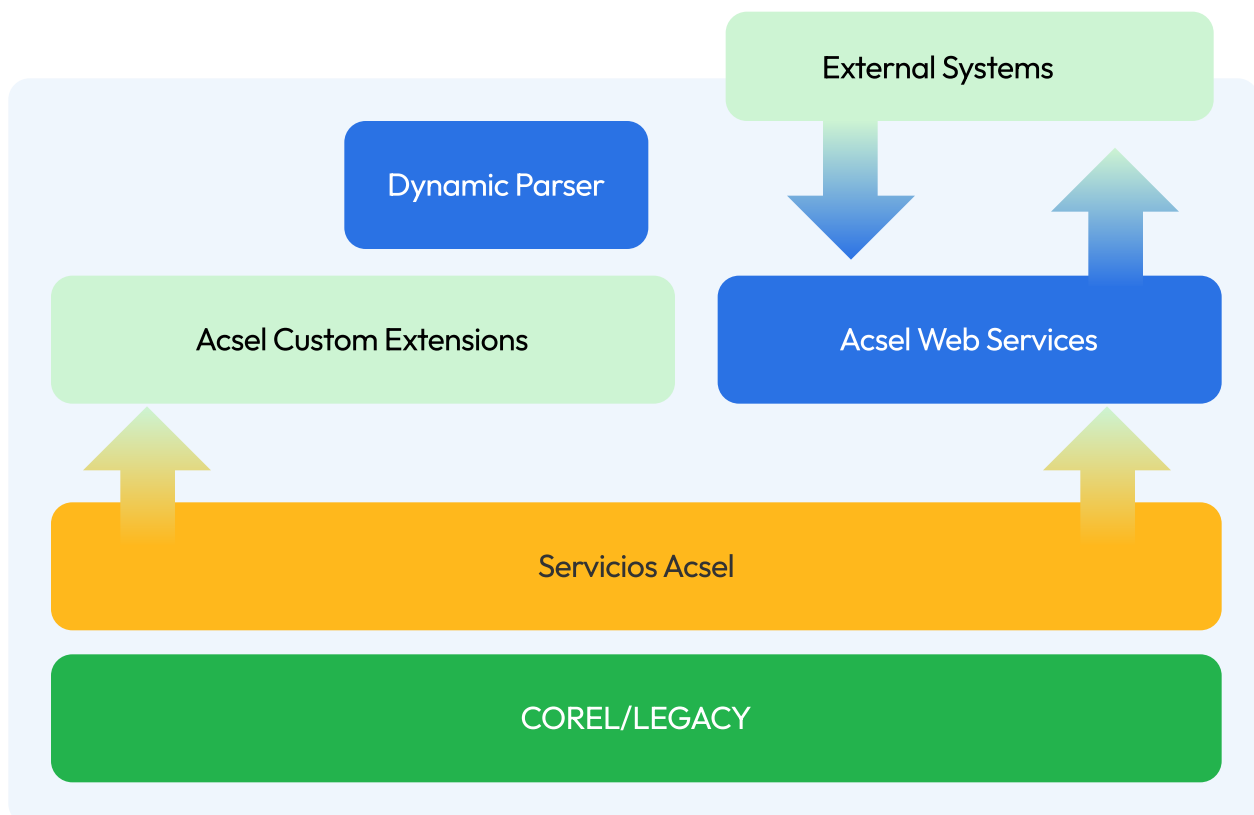 External Systems
Dynamic Parser
Acsel Custom Extensions
Acsel Web Services
Servicios Acsel
COREL/LEGACY